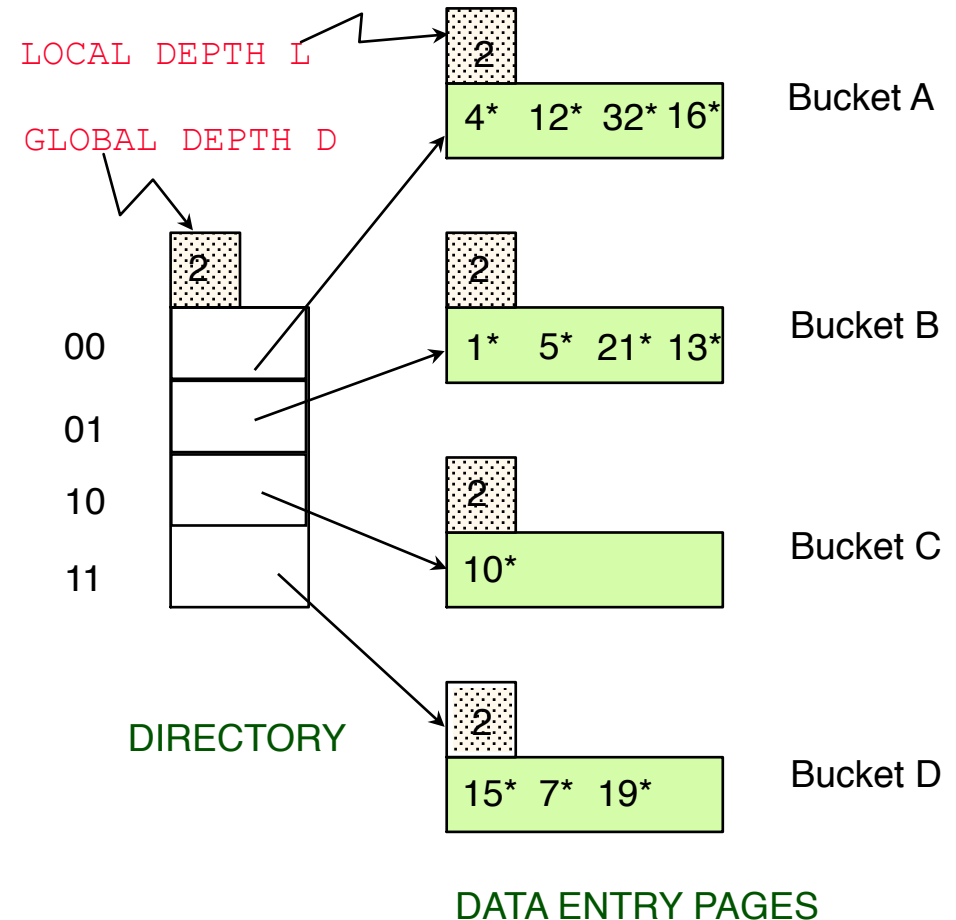 LOCAL DEPTH L
2
4* 12* 32* 16*
Bucket A
GLOBAL DEPTH D
2
2
1* 5* 21* 13*
Bucket B
00
01
10
11
2
10*
Bucket C
2
15* 7* 19*
Bucket D
DIRECTORY
DATA ENTRY PAGES